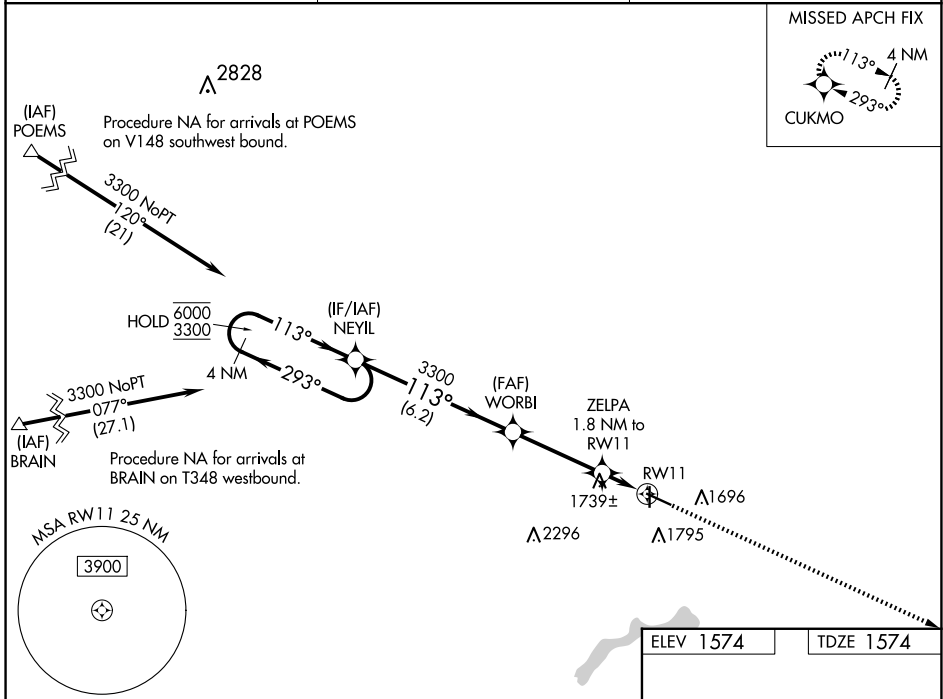 MISSED APCH FIX
113°
4 NM
293°
CUKMO
2828
(IAF)
POEMS
Procedure NA for arrivals at POEMS
on V148 southwest bound.
3300 NoPT
120°
(21)
HOLD
6000
3300
113°
(IF/IAF)
NEYIL
4 NM
293°
3300
113°
(6.2)
(FAF)
WORBI
ZELPA
1.8 NM to
RW11
RW11
3300 NoPT
077°
(27.1)
(IAF)
BRAIN
Procedure NA for arrivals at
BRAIN on T348 westbound.
1739±
1696
2296
1795
MSA RW11 25 NM
3900
ELEV 1574
TDZE 1574